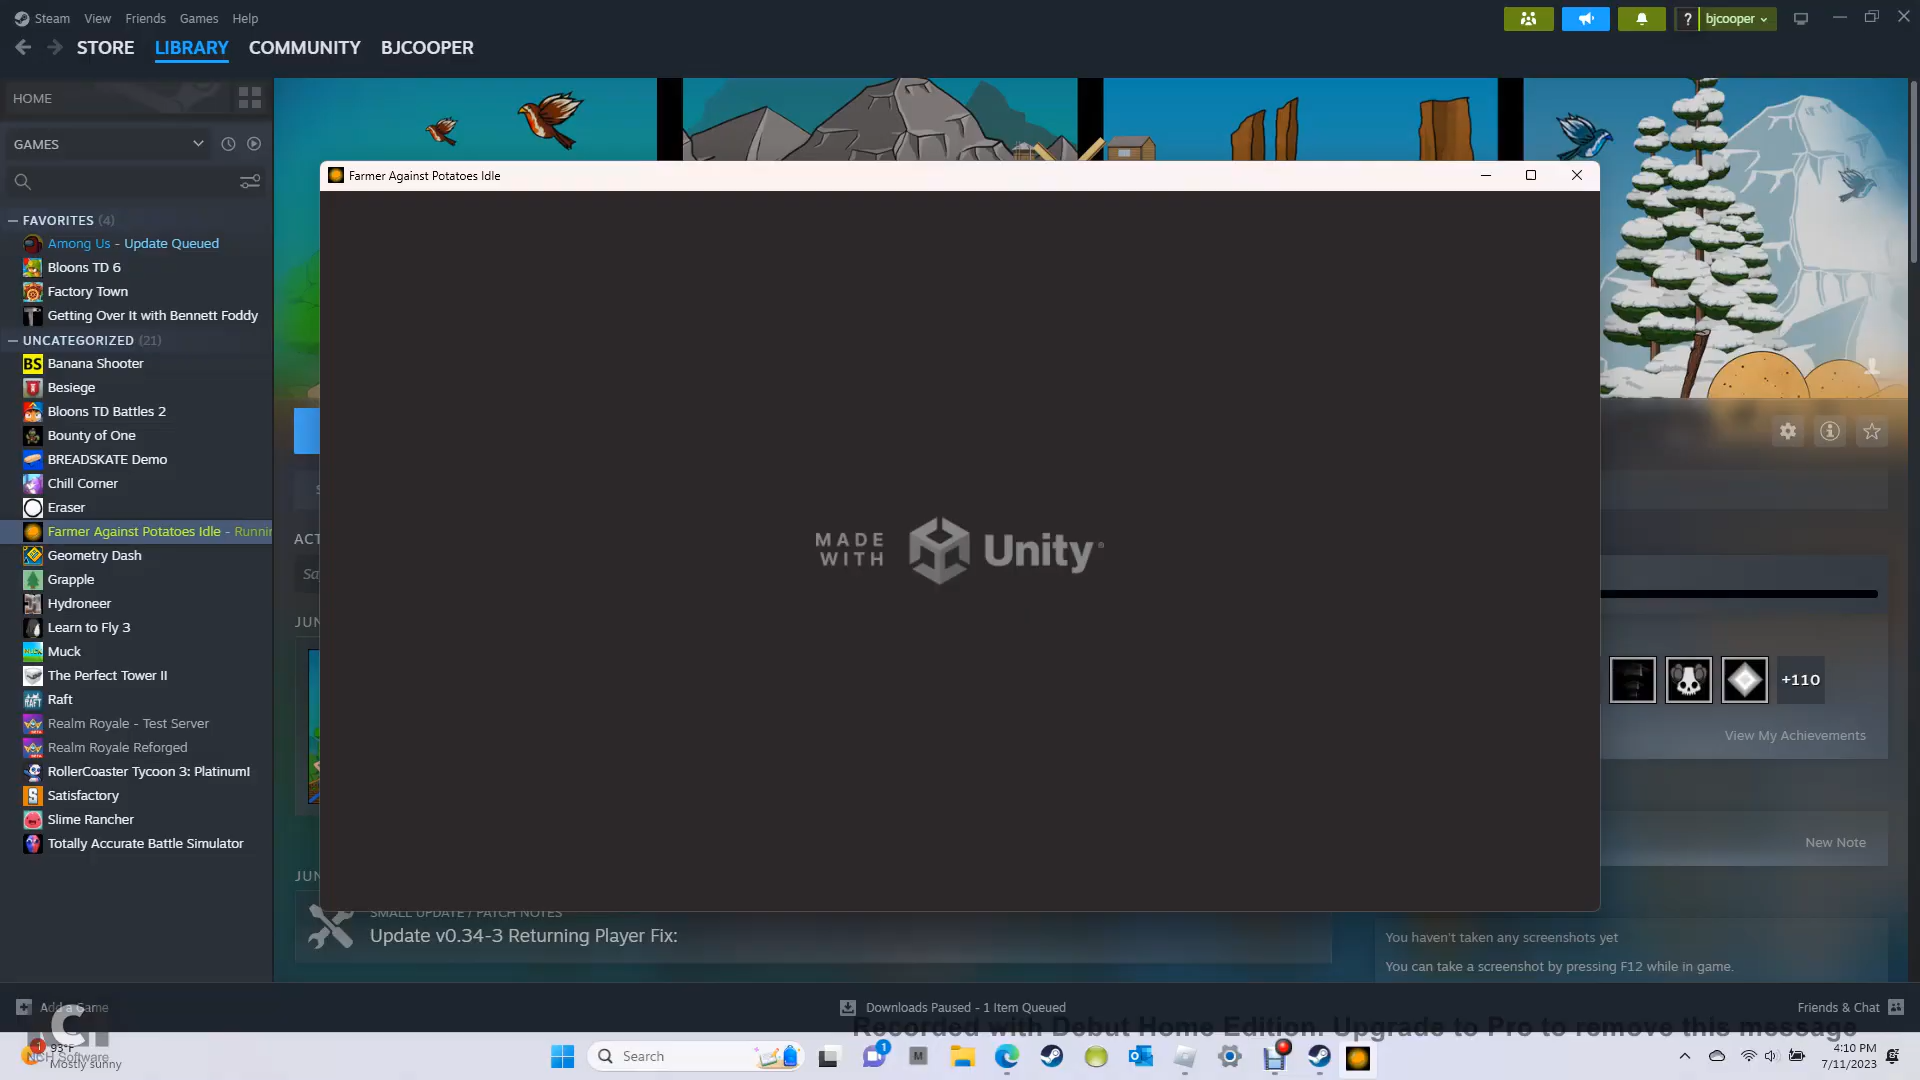 Steam View Friends Games Help
? bjcooper
STORE LIBRARY COMMUNITY BJCOOPER
HOME
GAMES
Farmer Against Potatoes Idle
— FAVORITES (4)
Among Us - Update Queued
Bloons TD 6
Factory Town
Getting Over It with Bennett Foddy
— UNCATEGORIZED (21)
BS Banana Shooter
Besiege
Bloons TD Battles 2
Bounty of One
BREADSKATE Demo
Chill Corner
Eraser
Farmer Against Potatoes Idle - Runnin
Geometry Dash
Grapple
Hydroneer
Learn to Fly 3
Muck
The Perfect Tower II
RAFT Raft
Realm Royale - Test Server
Realm Royale Reforged
RollerCoaster Tycoon 3: Platinum!
Satisfactory
Slime Rancher
Totally Accurate Battle Simulator
ACT
Sa
JUN
MADE
WITH
Unity
+110
View My Achievements
New Note
JUN
SMALL UPDATE / PATCH NOTES
Update v0.34-3 Returning Player Fix:
You haven't taken any screenshots yet
You can take a screenshot by pressing F12 while in game.
Add a Game
Downloads Paused - 1 Item Queued
Friends & Chat
Recorded with Debut Home Edition. Upgrade to Pro to remove this message
NCH Software
93°F
Mostly sunny
Search
1
M
4:10 PM
7/11/2023